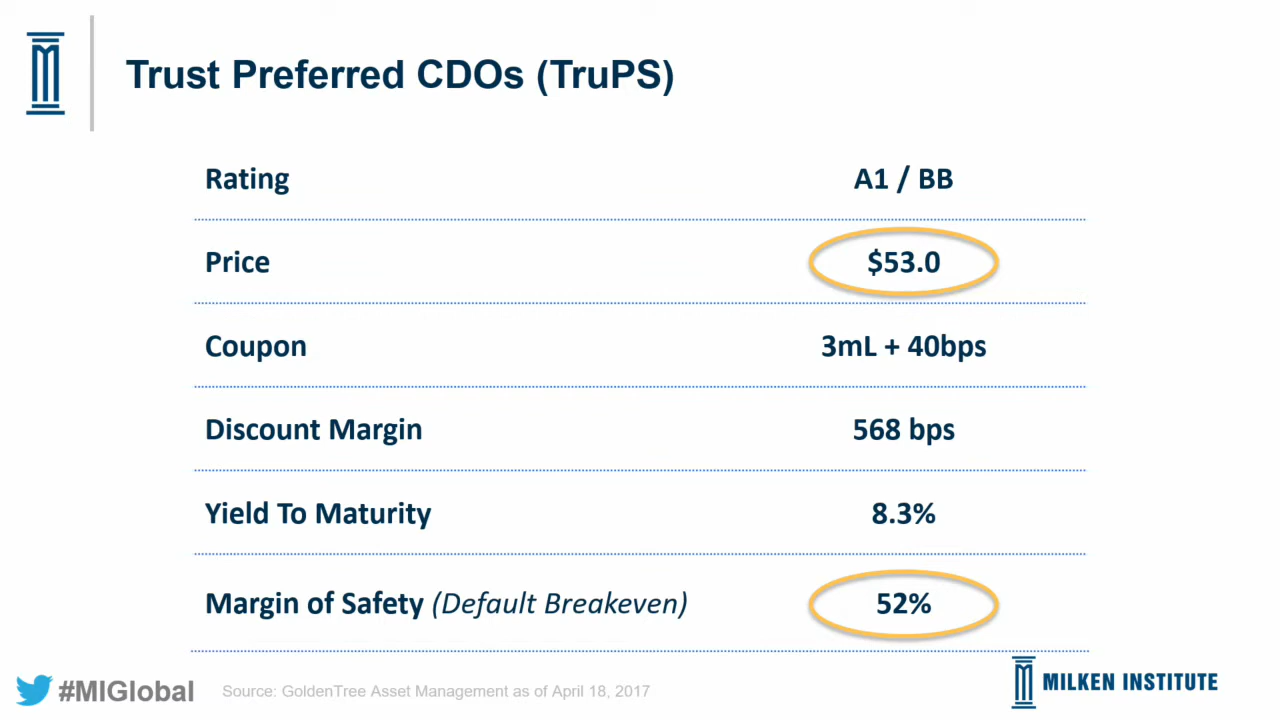 Trust Preferred CDOs (TruPS)
Rating A1 / BB
Price $53.0
Coupon 3mL + 40bps
Discount Margin 568 bps
Yield To Maturity 8.3%
Margin of Safety (Default Breakeven) 52%
#MIGlobal
Source: GoldenTree Asset Management as of April 18, 2017
MILKEN INSTITUTE